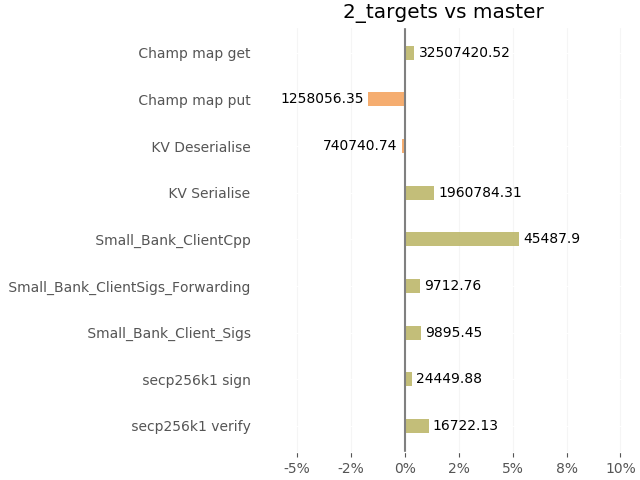 2_targets vs master
Champ map get 32507420.52
Champ map put 1258056.35
KV Deserialise 740740.74
KV Serialise 1960784.31
Small_Bank_ClientCpp 45487.9
Small_Bank_ClientSigs_Forwarding 9712.76
Small_Bank_Client_Sigs 9895.45
secp256k1 sign 24449.88
secp256k1 verify 16722.13
-5% -2% 0% 2% 5% 8% 10%